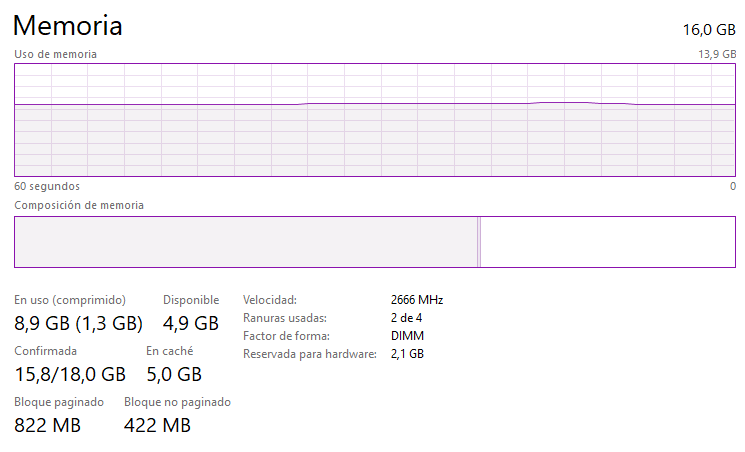 Memoria 16,0 GB
Uso de memoria 13,9 GB
60 segundos 0
Composición de memoria
En uso (comprimido) Disponible
8,9 GB (1,3 GB) 4,9 GB
Confirmada En caché
15,8/18,0 GB 5,0 GB
Bloque paginado Bloque no paginado
822 MB 422 MB
Velocidad: 2666 MHz
Ranuras usadas: 2 de 4
Factor de forma: DIMM
Reservada para hardware: 2,1 GB